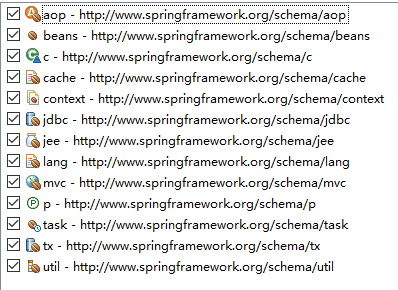 aop - http://www.springframework.org/schema/aop
beans - http://www.springframework.org/schema/beans
c - http://www.springframework.org/schema/c
cache - http://www.springframework.org/schema/cache
context - http://www.springframework.org/schema/context
jdbc - http://www.springframework.org/schema/jdbc
jee - http://www.springframework.org/schema/jee
lang - http://www.springframework.org/schema/lang
mvc - http://www.springframework.org/schema/mvc
p - http://www.springframework.org/schema/p
task - http://www.springframework.org/schema/task
tx - http://www.springframework.org/schema/tx
util - http://www.springframework.org/schema/util